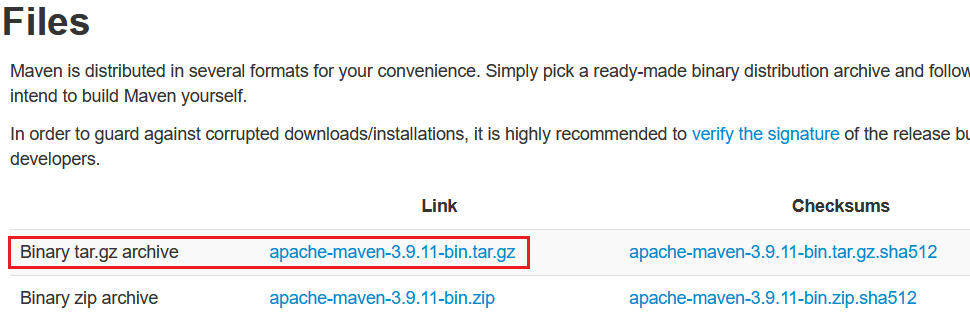 Files
Maven is distributed in several formats for your convenience. Simply pick a ready-made binary distribution archive and follow
intend to build Maven yourself.
In order to guard against corrupted downloads/installations, it is highly recommended to verify the signature of the release bu
developers.
Link Checksums
Binary tar.gz archive apache-maven-3.9.11-bin.tar.gz apache-maven-3.9.11-bin.tar.gz.sha512
Binary zip archive apache-maven-3.9.11-bin.zip apache-maven-3.9.11-bin.zip.sha512